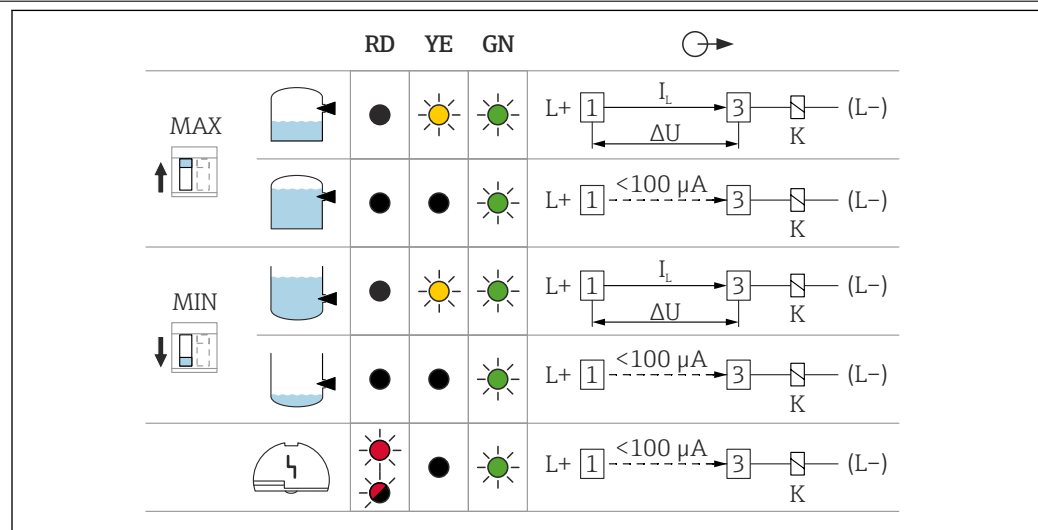 RD YE GN
MAX
L+ 1 I_L 3 (L–)
ΔU K
L+ 1 <100 µA 3 (L–)
K
MIN
L+ 1 I_L 3 (L–)
ΔU K
L+ 1 <100 µA 3 (L–)
K
L+ 1 <100 µA 3 (L–)
K